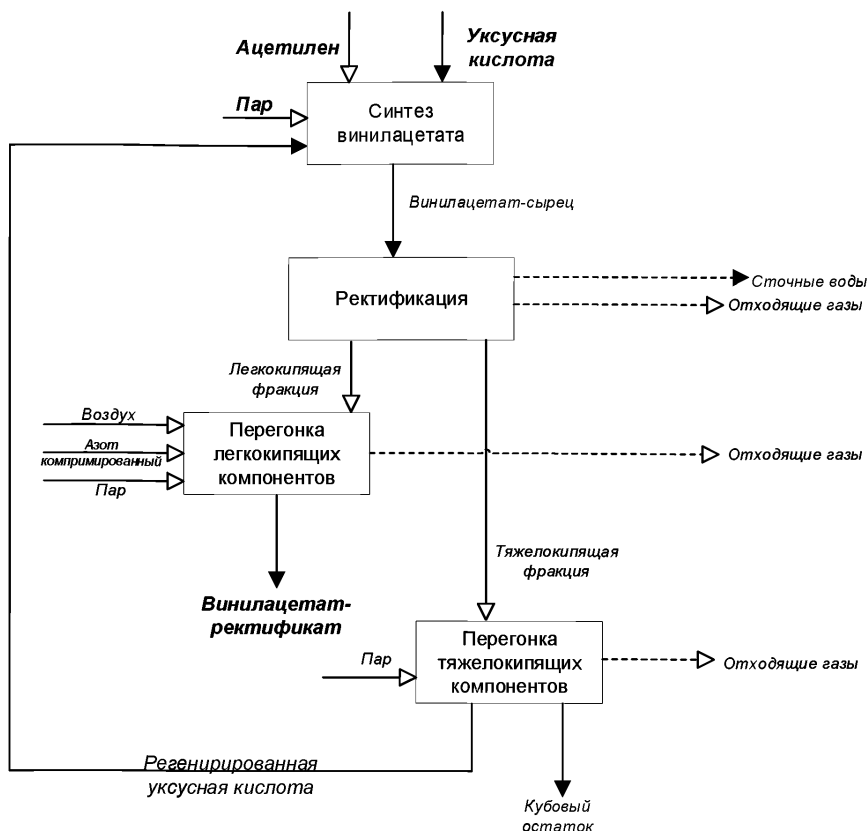 Ацетилен
Уксусная
кислота
Пар
Синтез
винилацетата
Винилацетат-сырец
Ректификация
Сточные воды
Отходящие газы
Легкокипящая
фракция
Воздух
Азот
компримированный
Пар
Перегонка
легкокипящих
компонентов
Отходящие газы
Тяжелокипящая
фракция
Винилацетат-
ректификат
Пар
Перегонка
тяжелокипящих
компонентов
Отходящие газы
Регенирированная
уксусная кислота
Кубовый
остаток